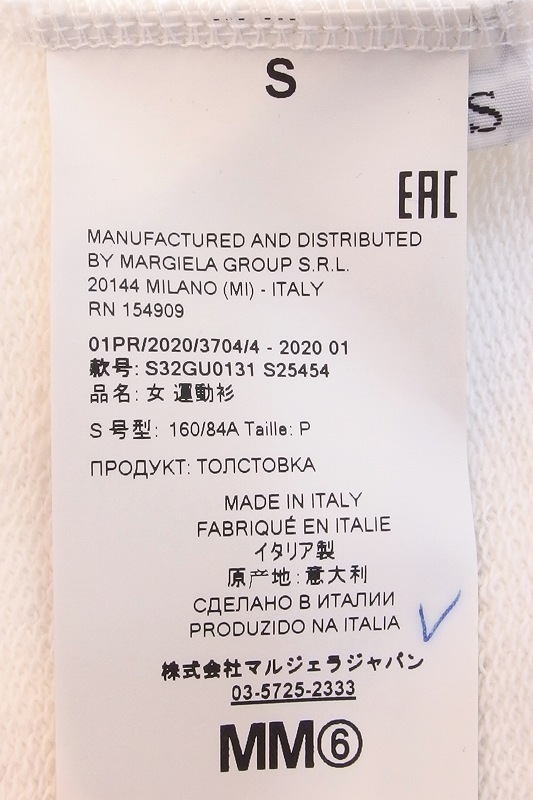 S
S
EAC
MANUFACTURED AND DISTRIBUTED
BY MARGIELA GROUP S.R.L.
20144 MILANO (MI) - ITALY
RN 154909
01PR/2020/3704/4 - 2020 01
款号: S32GU0131 S25454
品名: 女 運動衫
S 号型: 160/84A Taille: P
ПРОДУКТ: ТОЛСТОВКА
MADE IN ITALY
FABRIQUÉ EN ITALIE
イタリア製
原产地: 意大利
СДЕЛАНО В ИТАЛИИ
PRODUZIDO NA ITALIA
株式会社マルジェラジャパン
03-5725-2333
MM⑥